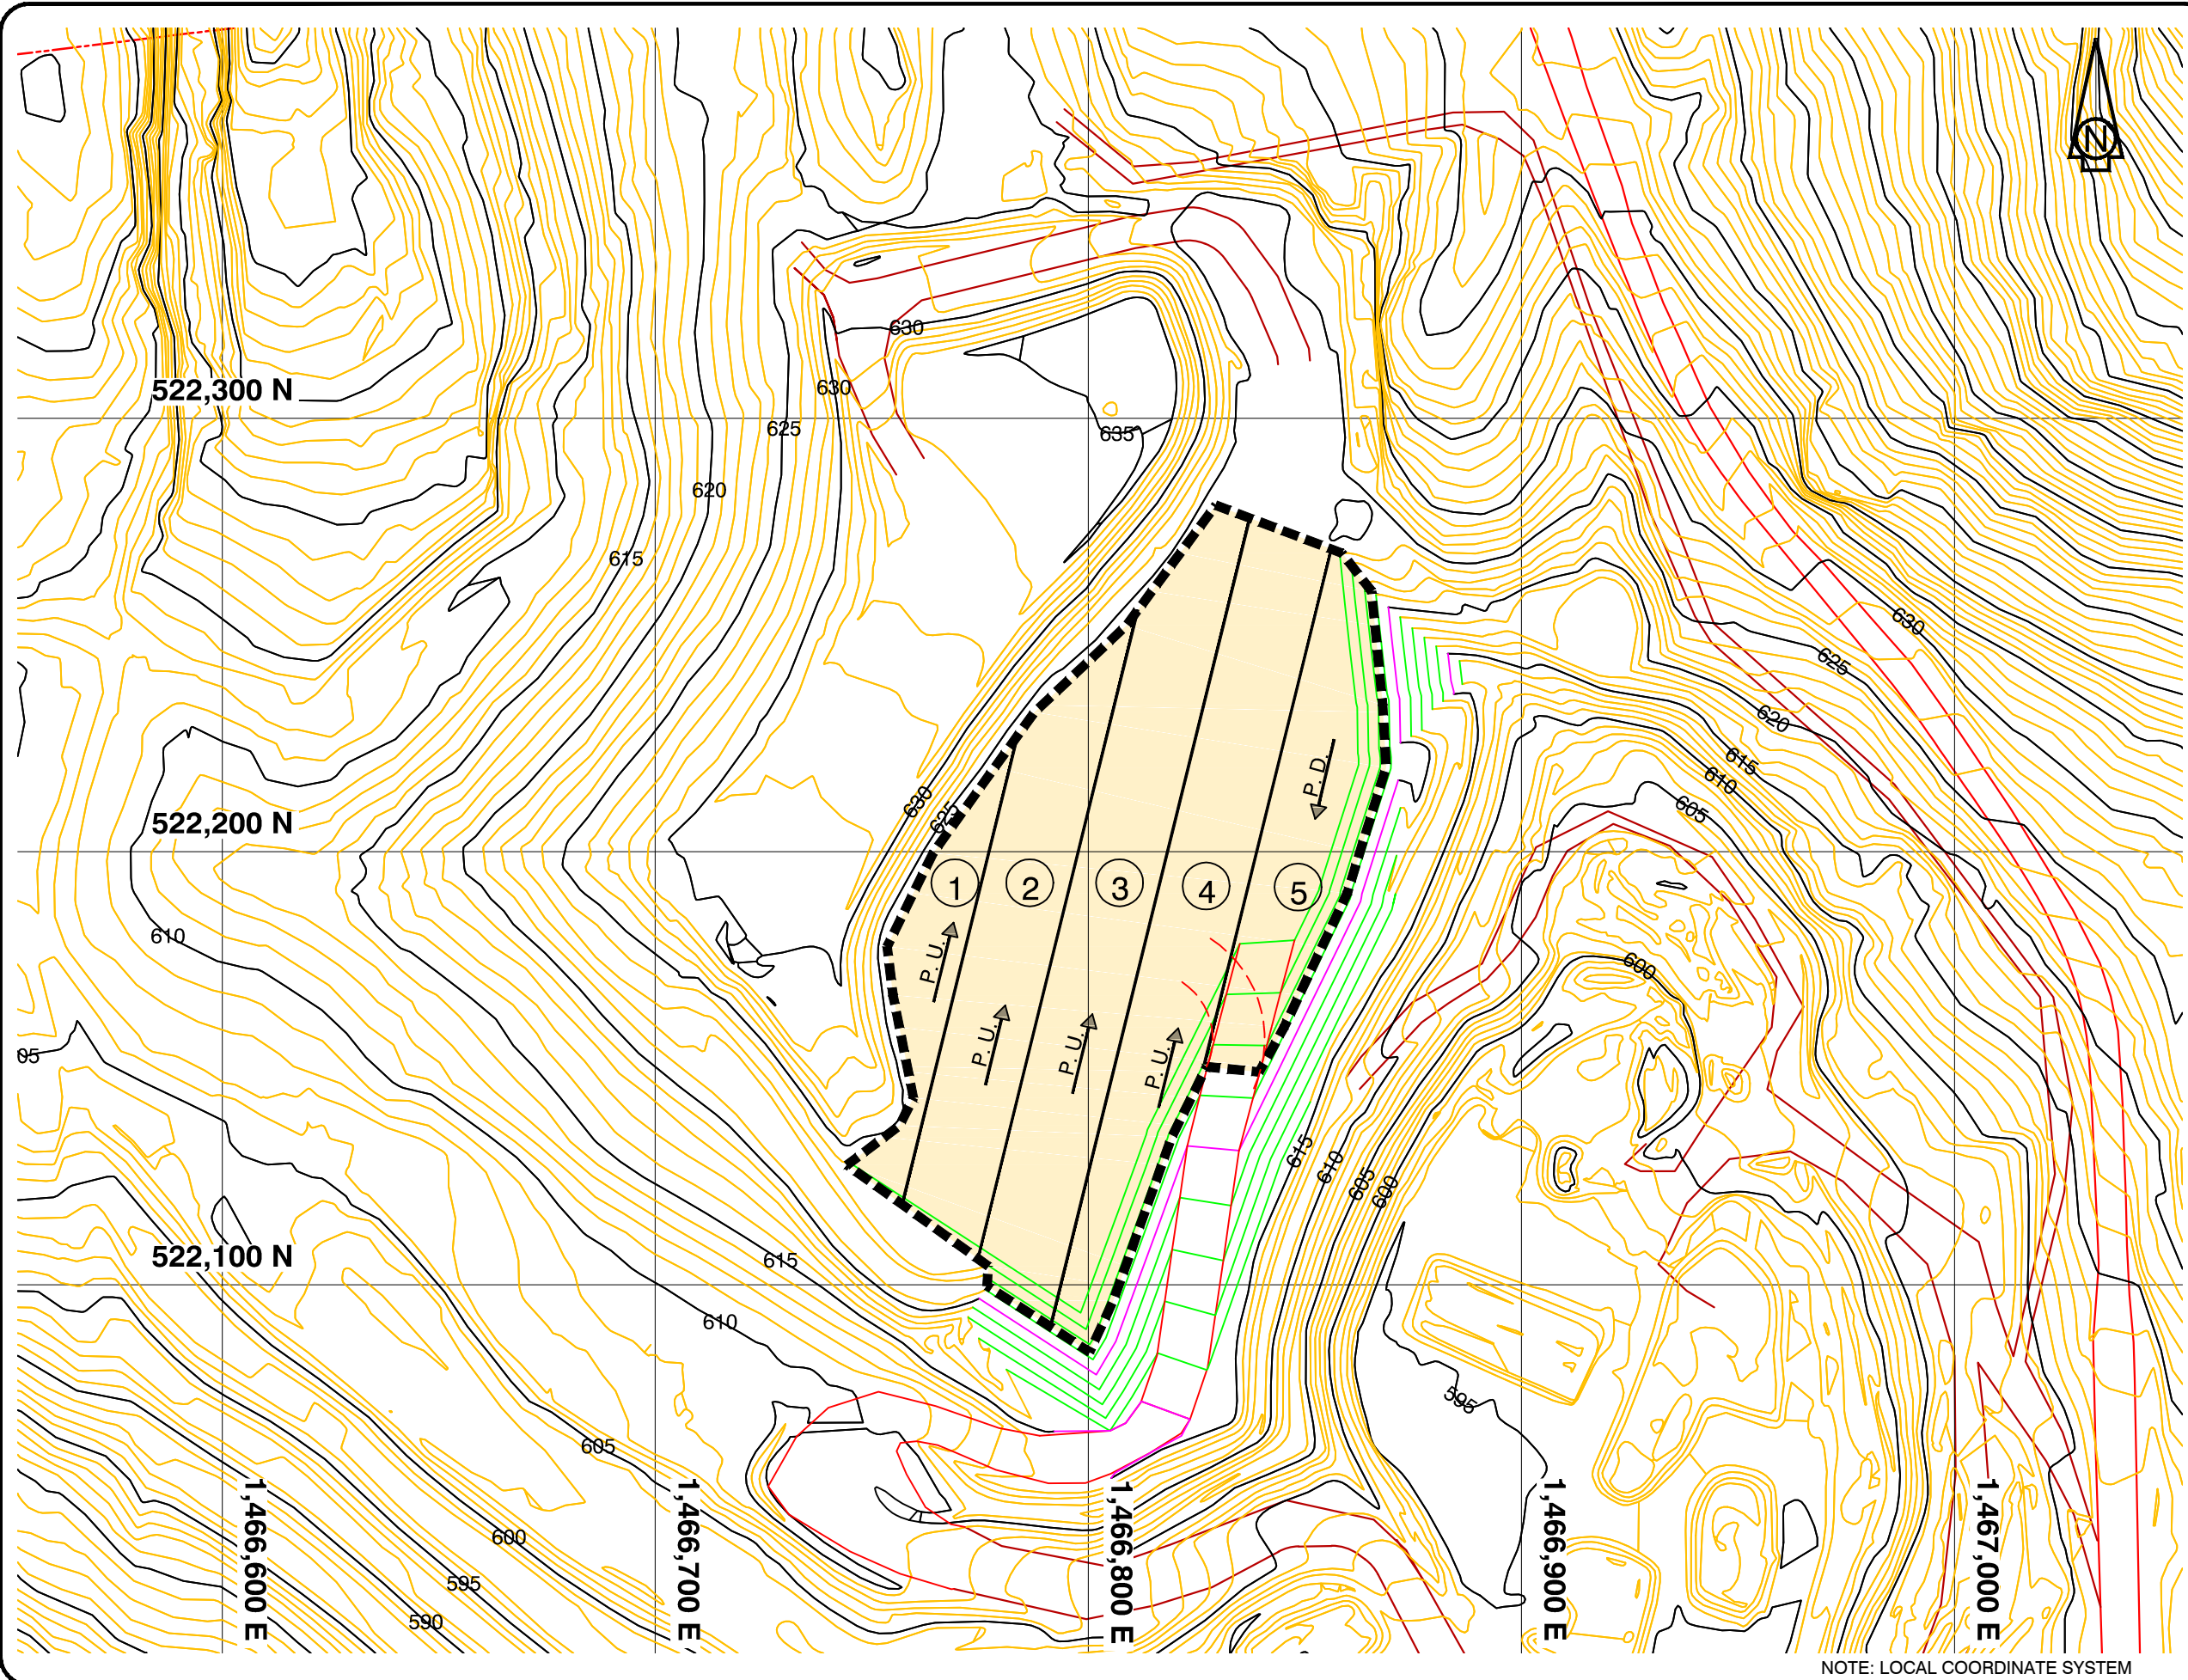 N
630
522,300 N
630
625
635
620
615
630
625
620
630
625
615
610
605
P. D.
522,200 N
1
2
3
4
5
610
P. U.
600
P. U.
P. U.
P. U.
05
615
610
605
600
522,100 N
615
610
595
605
600
595
590
1,466,600 E
1,466,700 E
1,466,800 E
1,466,900 E
1,467,000 E
NOTE: LOCAL COORDINATE SYSTEM